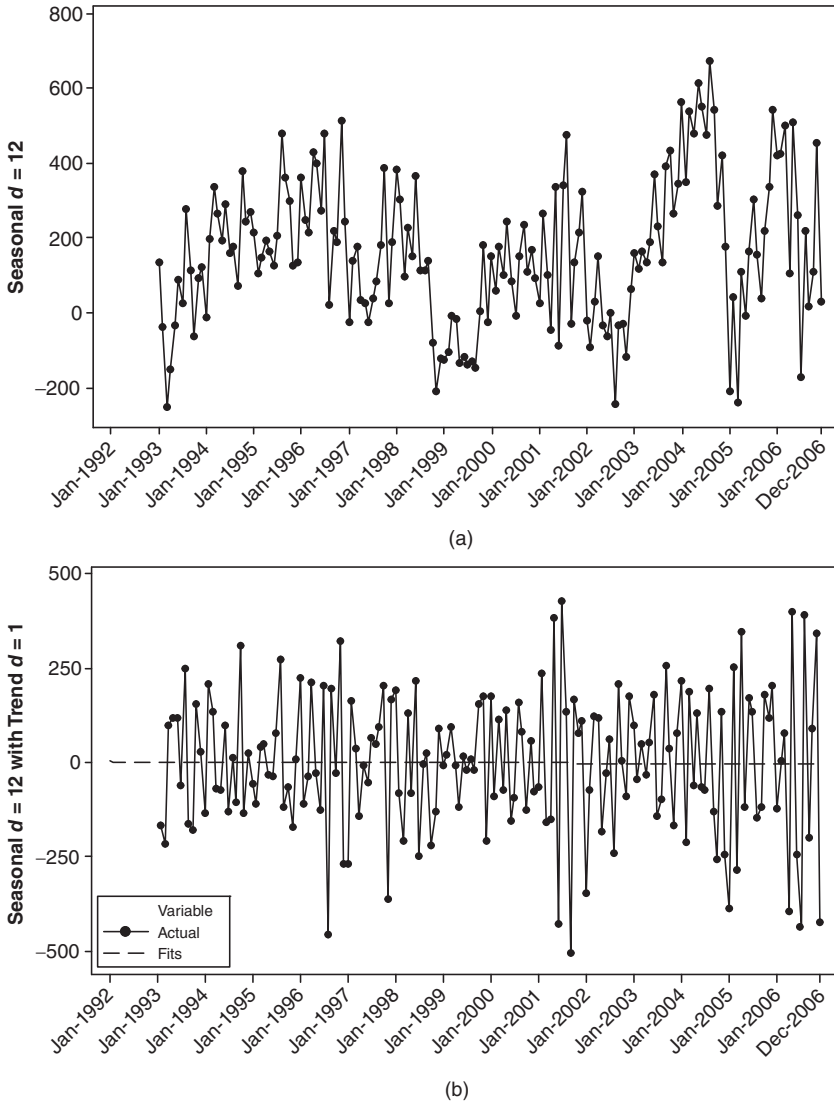 Seasonal d = 12
800
600
400
200
0
−200
Jan-1992
Jan-1993
Jan-1994
Jan-1995
Jan-1996
Jan-1997
Jan-1998
Jan-1999
Jan-2000
Jan-2001
Jan-2002
Jan-2003
Jan-2004
Jan-2005
Jan-2006
Dec-2006
(a)
Seasonal d = 12 with Trend d = 1
500
250
0
−250
−500
Variable
Actual
Fits
Jan-1992
Jan-1993
Jan-1994
Jan-1995
Jan-1996
Jan-1997
Jan-1998
Jan-1999
Jan-2000
Jan-2001
Jan-2002
Jan-2003
Jan-2004
Jan-2005
Jan-2006
Dec-2006
(b)